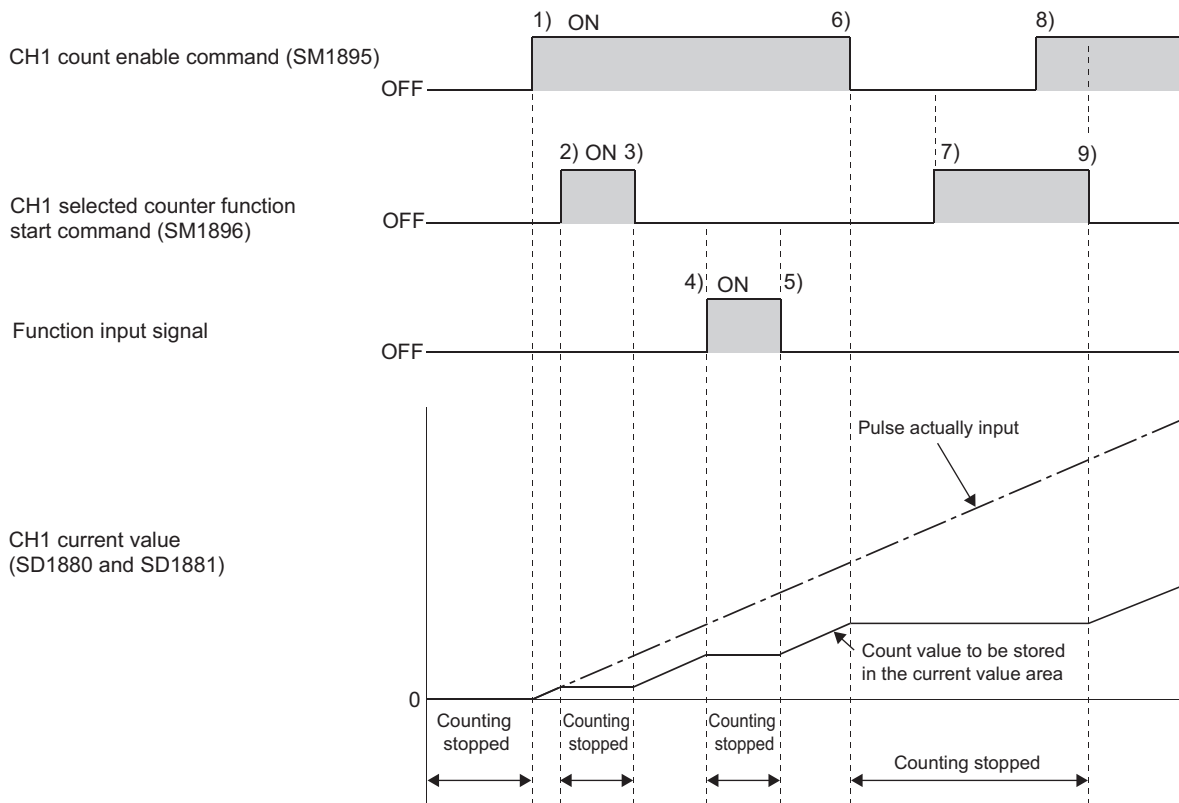 1) ON
6)
8)
CH1 count enable command (SM1895)
OFF
2) ON 3)
7)
9)
CH1 selected counter function
start command (SM1896)
OFF
4) ON
5)
Function input signal
OFF
Pulse actually input
CH1 current value
(SD1880 and SD1881)
Count value to be stored
in the current value area
0
Counting
stopped
Counting
stopped
Counting
stopped
Counting stopped